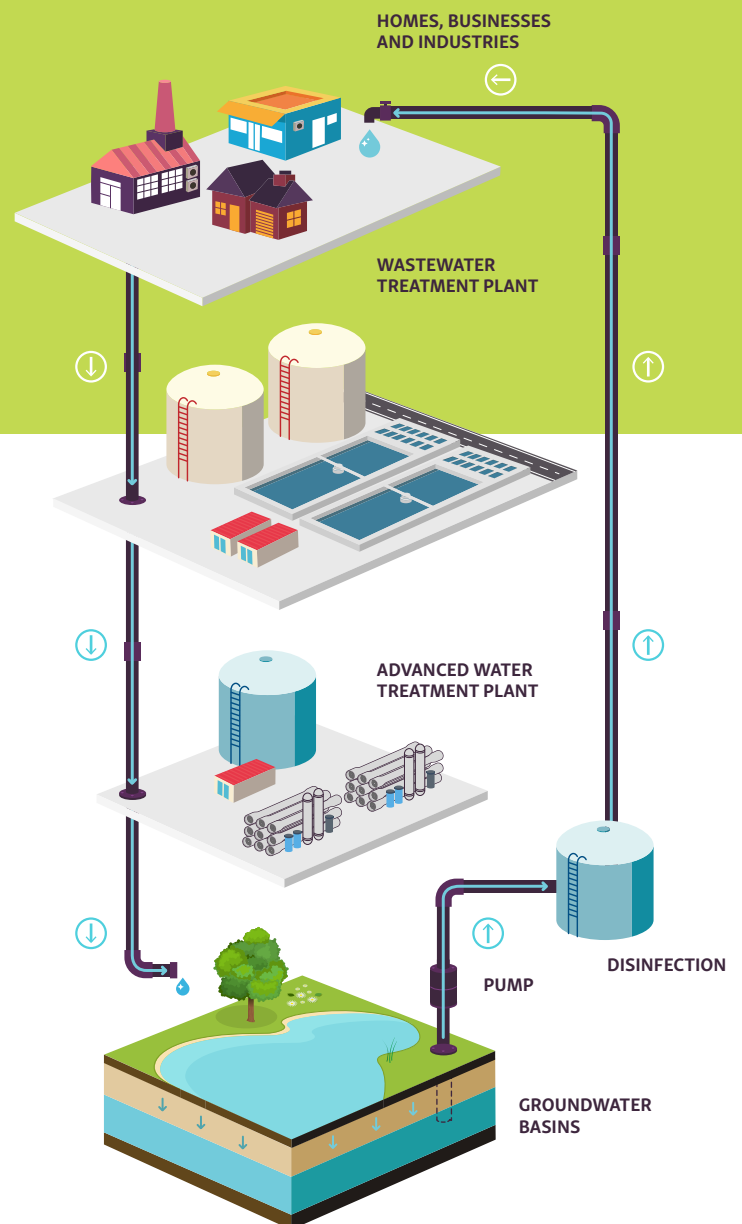 HOMES, BUSINESSES
AND INDUSTRIES
WASTEWATER
TREATMENT PLANT
ADVANCED WATER
TREATMENT PLANT
DISINFECTION
PUMP
GROUNDWATER
BASINS